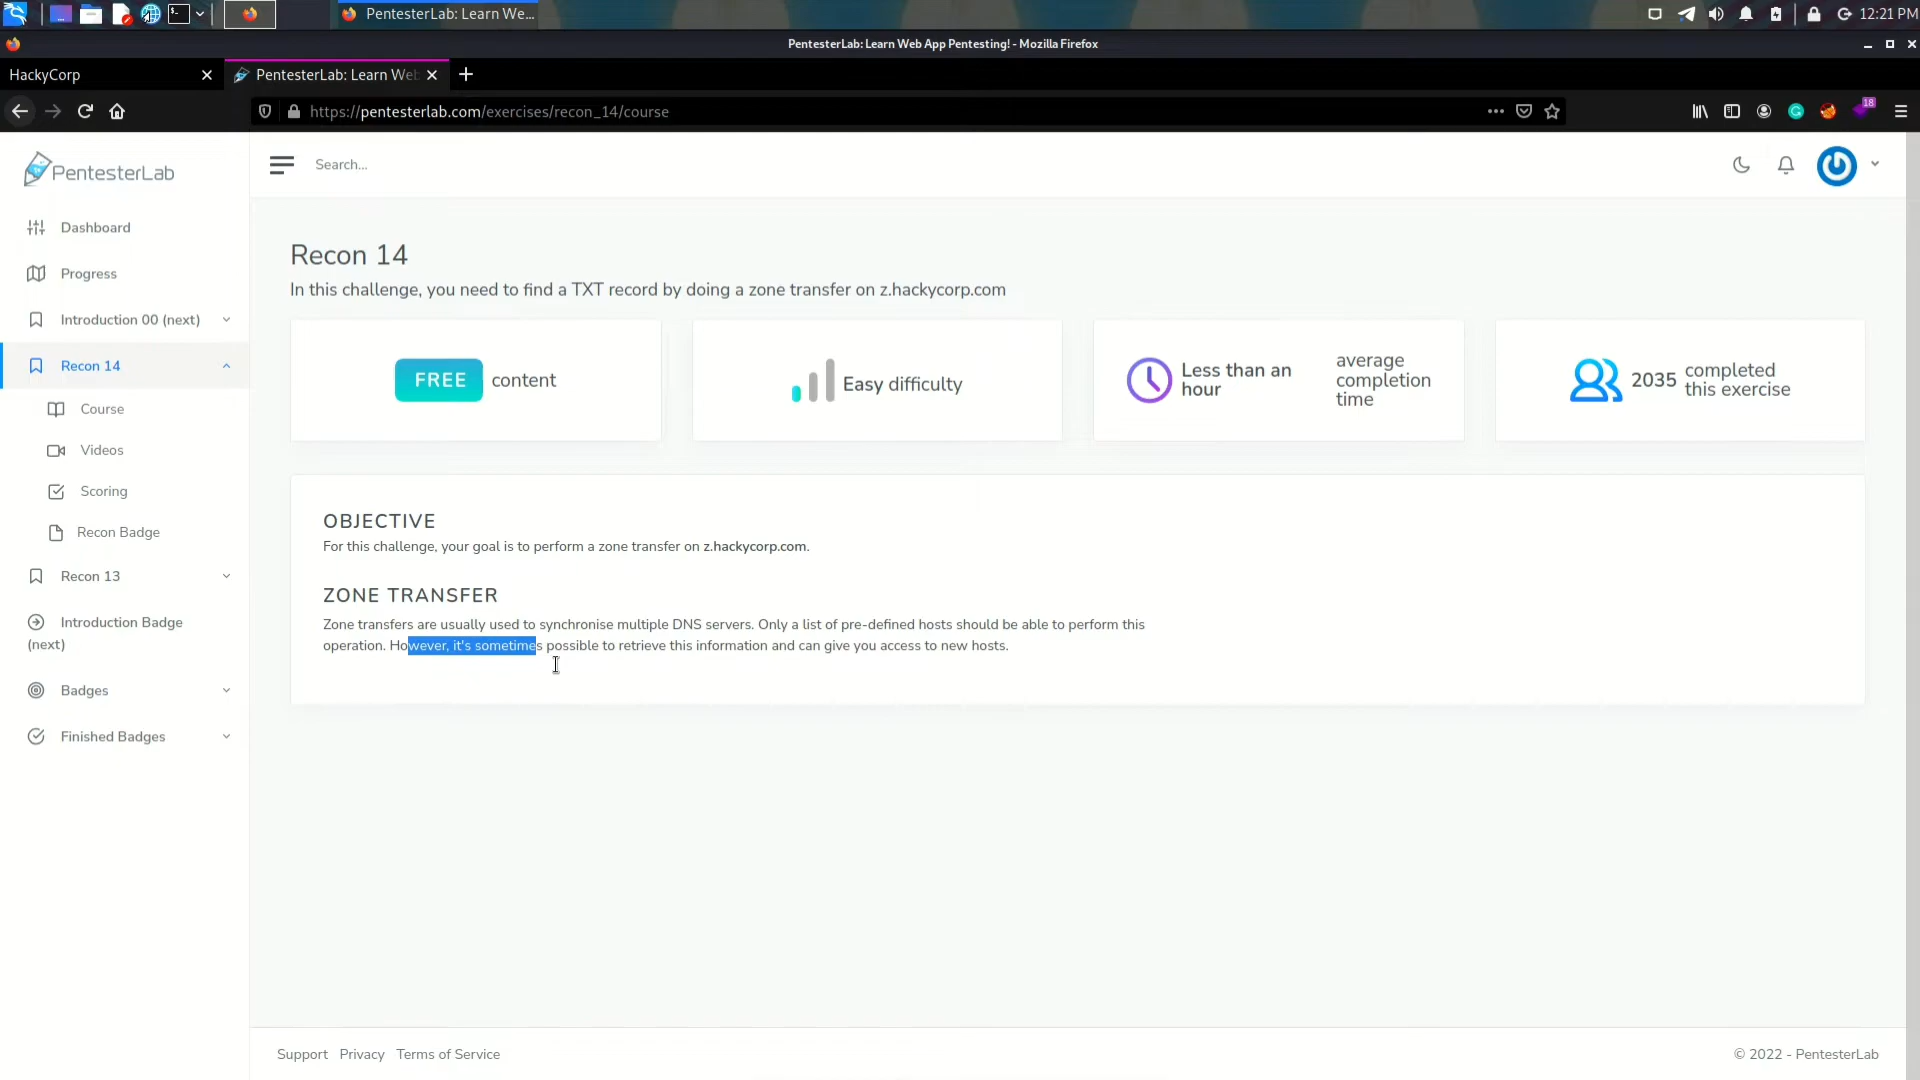 PentesterLab: Learn We...
12:21 PM
PentesterLab: Learn Web App Pentesting! - Mozilla Firefox
HackyCorp
PentesterLab: Learn Web
https://pentesterlab.com/exercises/recon_14/course
18
PentesterLab
Search...
Dashboard
Progress
Introduction 00 (next)
Recon 14
Course
Videos
Scoring
Recon Badge
Recon 13
Introduction Badge
(next)
Badges
Finished Badges
Recon 14
In this challenge, you need to find a TXT record by doing a zone transfer on z.hackycorp.com
FREE content
Easy difficulty
Less than an
hour
average
completion
time
2035 completed
this exercise
OBJECTIVE
For this challenge, your goal is to perform a zone transfer on z.hackycorp.com.
ZONE TRANSFER
Zone transfers are usually used to synchronise multiple DNS servers. Only a list of pre-defined hosts should be able to perform this
operation. However, it's sometimes possible to retrieve this information and can give you access to new hosts.
Support Privacy Terms of Service
© 2022 - PentesterLab